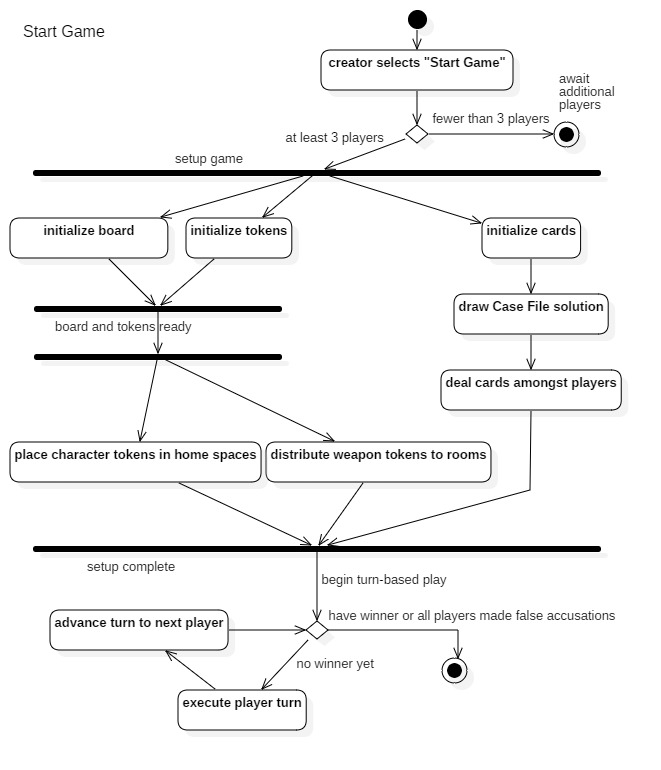 Start Game
creator selects "Start Game"
await
additional
players
fewer than 3 players
at least 3 players
setup game
initialize board
initialize tokens
initialize cards
draw Case File solution
board and tokens ready
deal cards amongst players
place character tokens in home spaces
distribute weapon tokens to rooms
setup complete
begin turn-based play
have winner or all players made false accusations
advance turn to next player
no winner yet
execute player turn